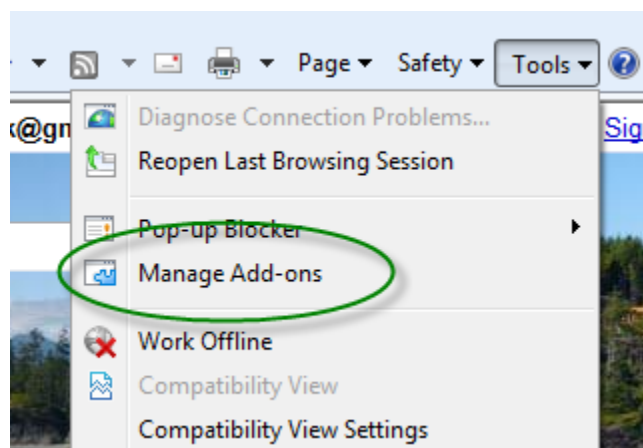 Page Safety Tools
@gn
Diagnose Connection Problems...
Sig
Reopen Last Browsing Session
Pop-up Blocker
Manage Add-ons
Work Offline
Compatibility View
Compatibility View Settings